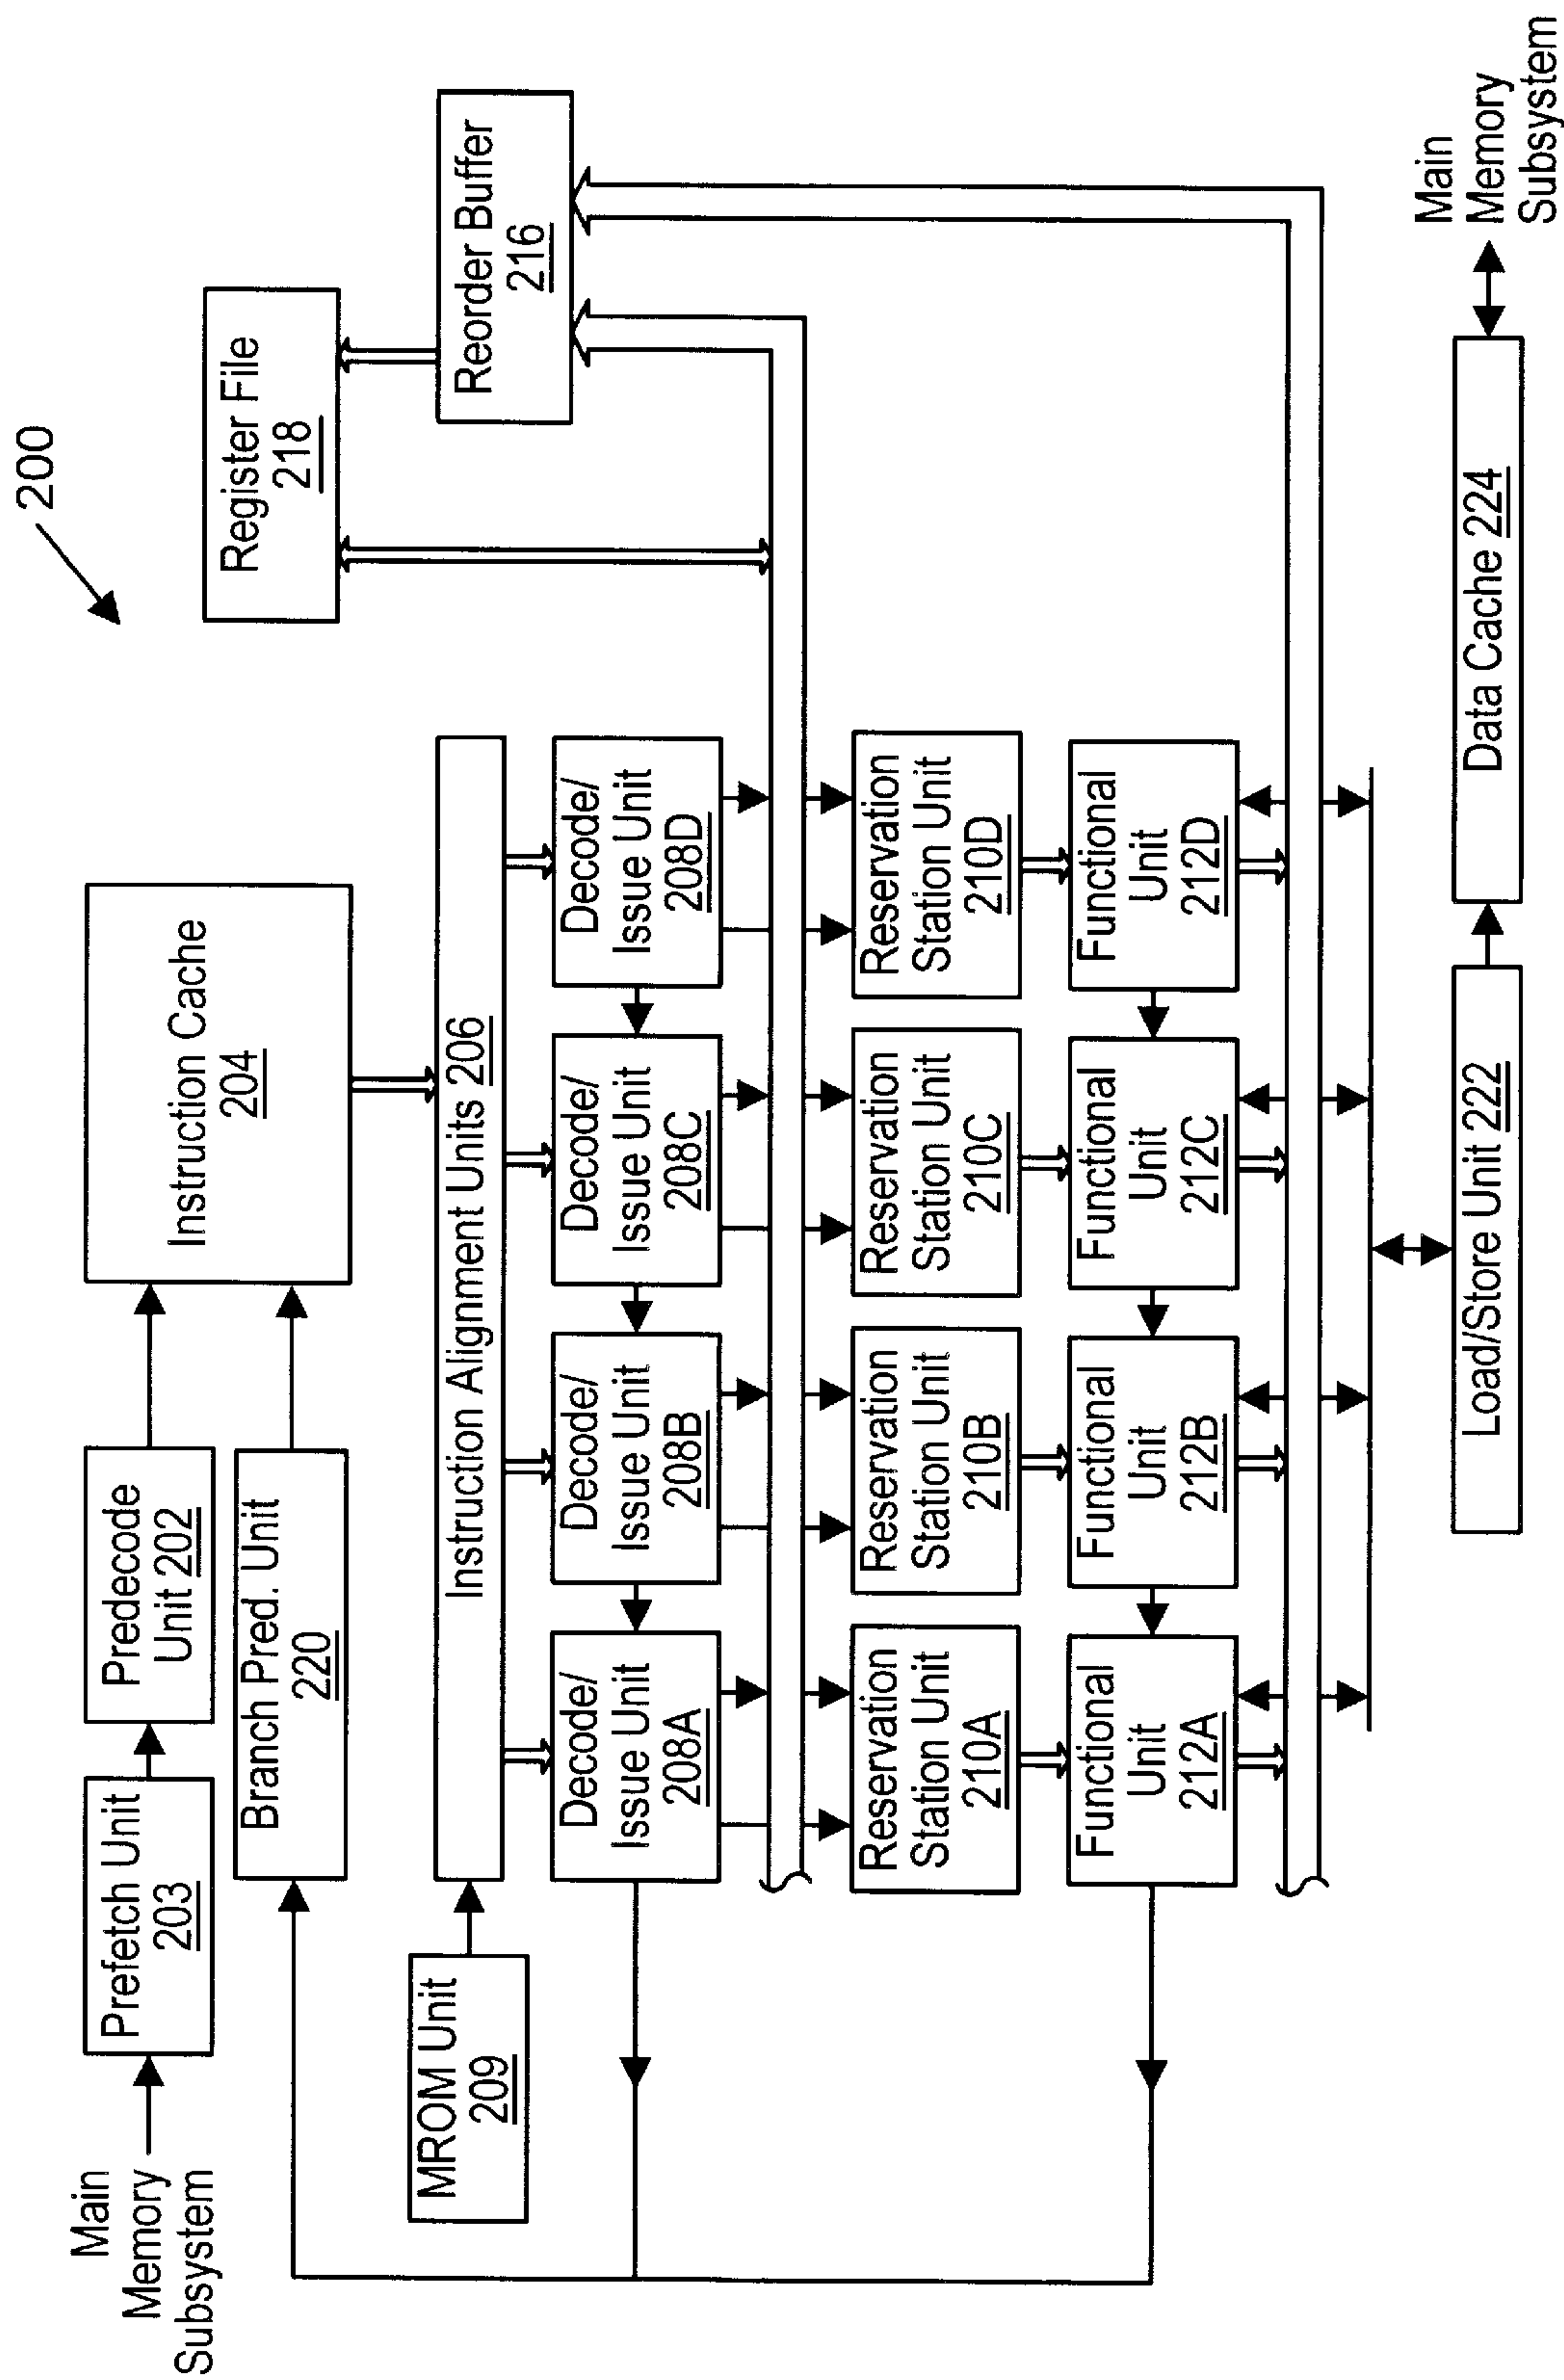 200
Main
Memory
Subsystem
Prefetch Unit
203
Predecode
Unit 202
Branch Pred. Unit
220
Instruction Cache
204
Register File
218
Reorder Buffer
216
MROM Unit
209
Instruction Alignment Units 206
Decode/
Issue Unit
208A
Decode/
Issue Unit
208B
Decode/
Issue Unit
208C
Decode/
Issue Unit
208D
Reservation
Station Unit
210A
Reservation
Station Unit
210B
Reservation
Station Unit
210C
Reservation
Station Unit
210D
Functional
Unit
212A
Functional
Unit
212B
Functional
Unit
212C
Functional
Unit
212D
Load/Store Unit 222
Data Cache 224
Main
Memory
Subsystem